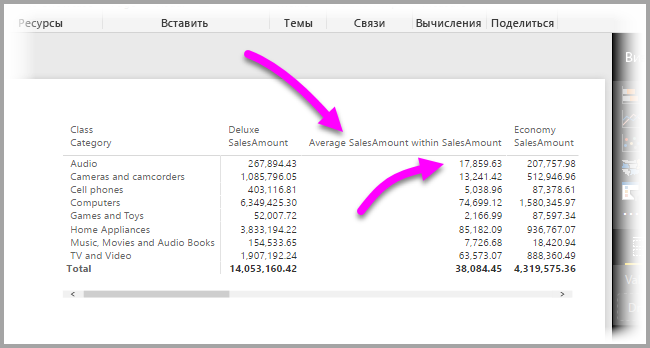 Ресурсы Вставить Темы Связи Вычисления Поделиться
Class Deluxe Economy
Category SalesAmount Average SalesAmount within SalesAmount SalesAmount
Audio 267,894.43 17,859.63 207,757.98
Cameras and camcorders 1,085,796.05 13,241.42 512,946.96
Cell phones 403,116.81 5,038.96 87,378.61
Computers 6,349,425.30 74,699.12 1,580,345.97
Games and Toys 52,007.72 2,166.99 87,597.34
Home Appliances 3,833,194.22 85,182.09 936,767.07
Music, Movies and Audio Books 154,533.65 7,726.68 18,420.94
TV and Video 1,907,192.24 63,573.07 888,360.49
Total 14,053,160.42 38,084.45 4,319,575.36